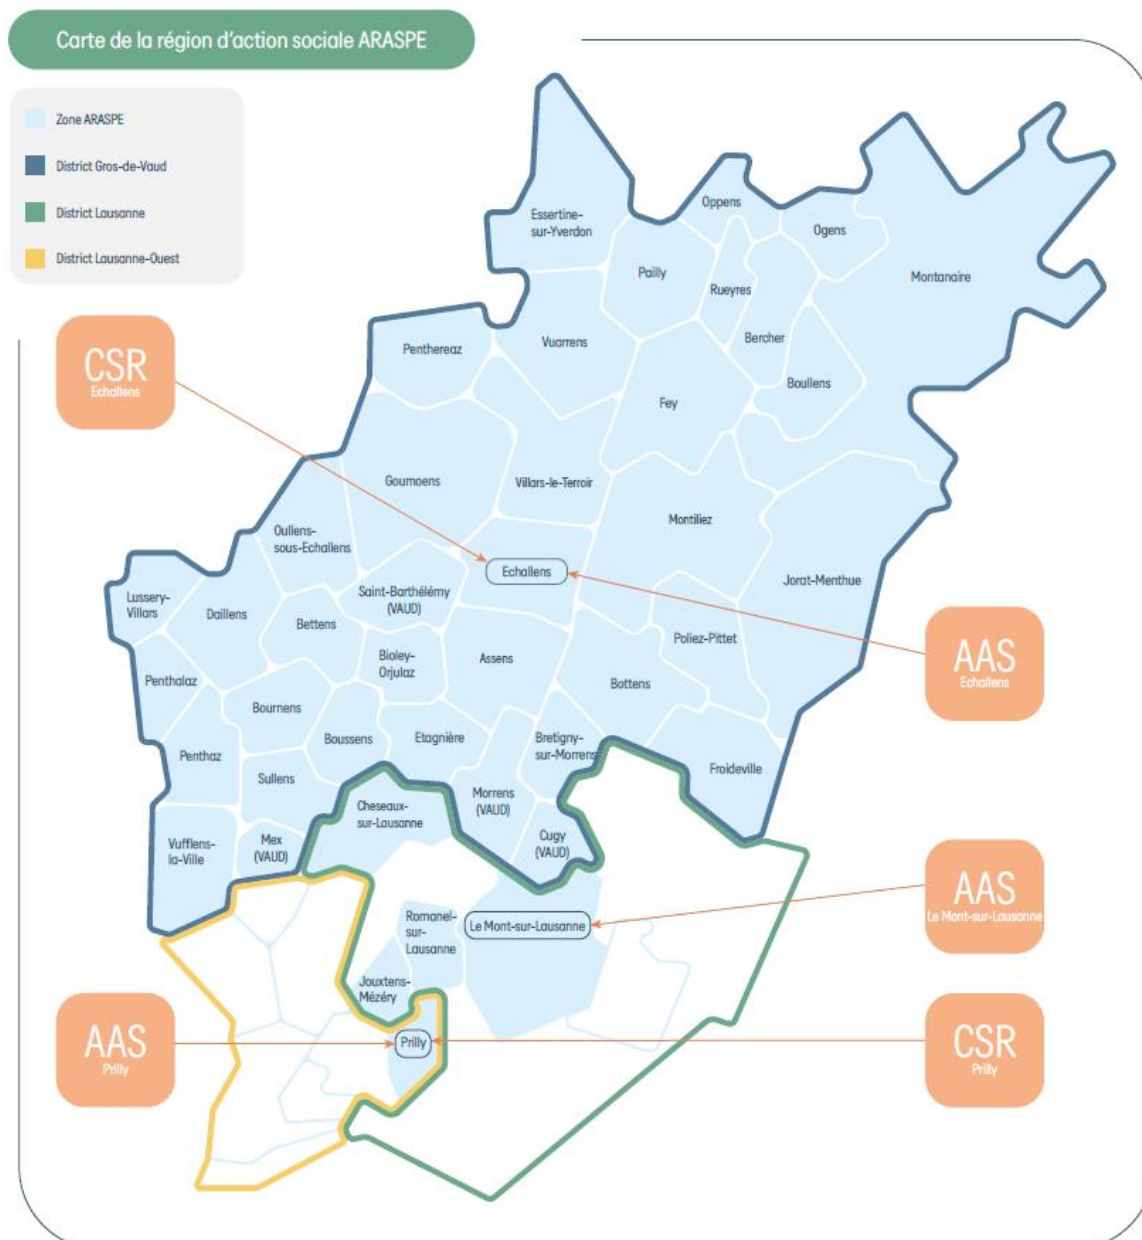 Carte de la région d'action sociale ARASPE
Zone ARASPE
District Gros-de-Vaud
District Lausanne
District Lausanne-Ouest
CSR
Echallens
AAS
Prilly
AAS
Echallens
AAS
Le Mont-sur-Lausanne
CSR
Prilly
Essertine-
sur-Yverdon
Oppens
Ogens
Pailly
Rueyres
Montanaire
Penthereaz
Vuarrens
Bercher
Boullens
Fey
Goumoens
Villars-le-Terroir
Montiliez
Oullens-
sous-Echallens
Echallens
Jorat-Menthue
Lussery-
Villars
Daillens
Saint-Barthélémy
(VAUD)
Bettens
Poliez-Pittet
Bioley-
Orjulaz
Assens
Bottens
Penthalaz
Bournens
Boussens
Etagnière
Bretigny-
sur-Morrens
Penthaz
Sullens
Froideville
Cheseaux-
sur-Lausanne
Morrens
(VAUD)
Cugy
(VAUD)
Vufflens-
la-Ville
Mex
(VAUD)
Romanel-
sur-
Lausanne
Le Mont-sur-Lausanne
Jouxtens-
Mézéry
Prilly